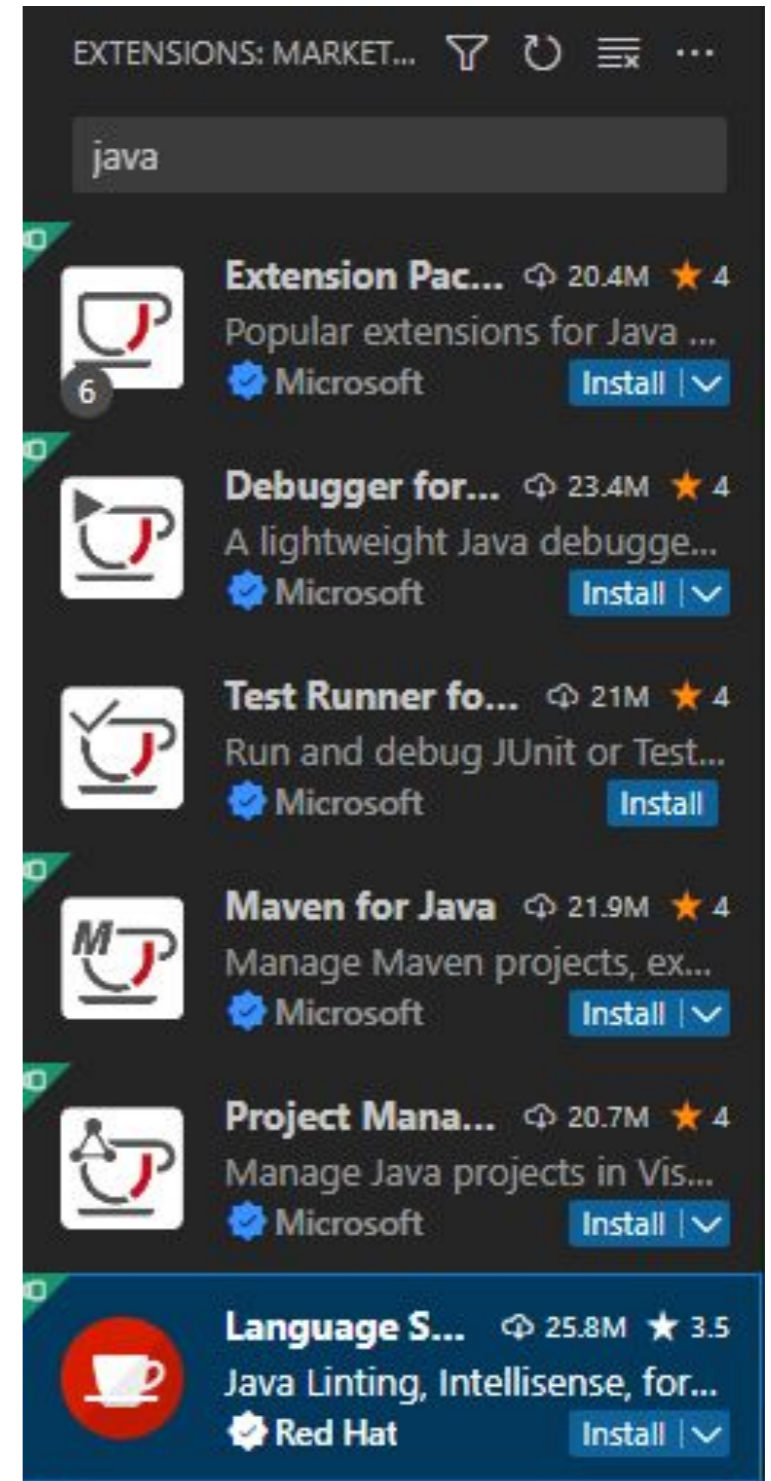 EXTENSIONS: MARKET...
java
Extension Pac... 20.4M 4
Popular extensions for Java ...
6 Microsoft Install
Debugger for... 23.4M 4
A lightweight Java debugge...
Microsoft Install
Test Runner fo... 21M 4
Run and debug JUnit or Test...
Microsoft Install
M Maven for Java 21.9M 4
Manage Maven projects, ex...
Microsoft Install
Project Mana... 20.7M 4
Manage Java projects in Vis...
Microsoft Install
Language S... 25.8M 3.5
Java Linting, Intellisense, for...
Red Hat Install